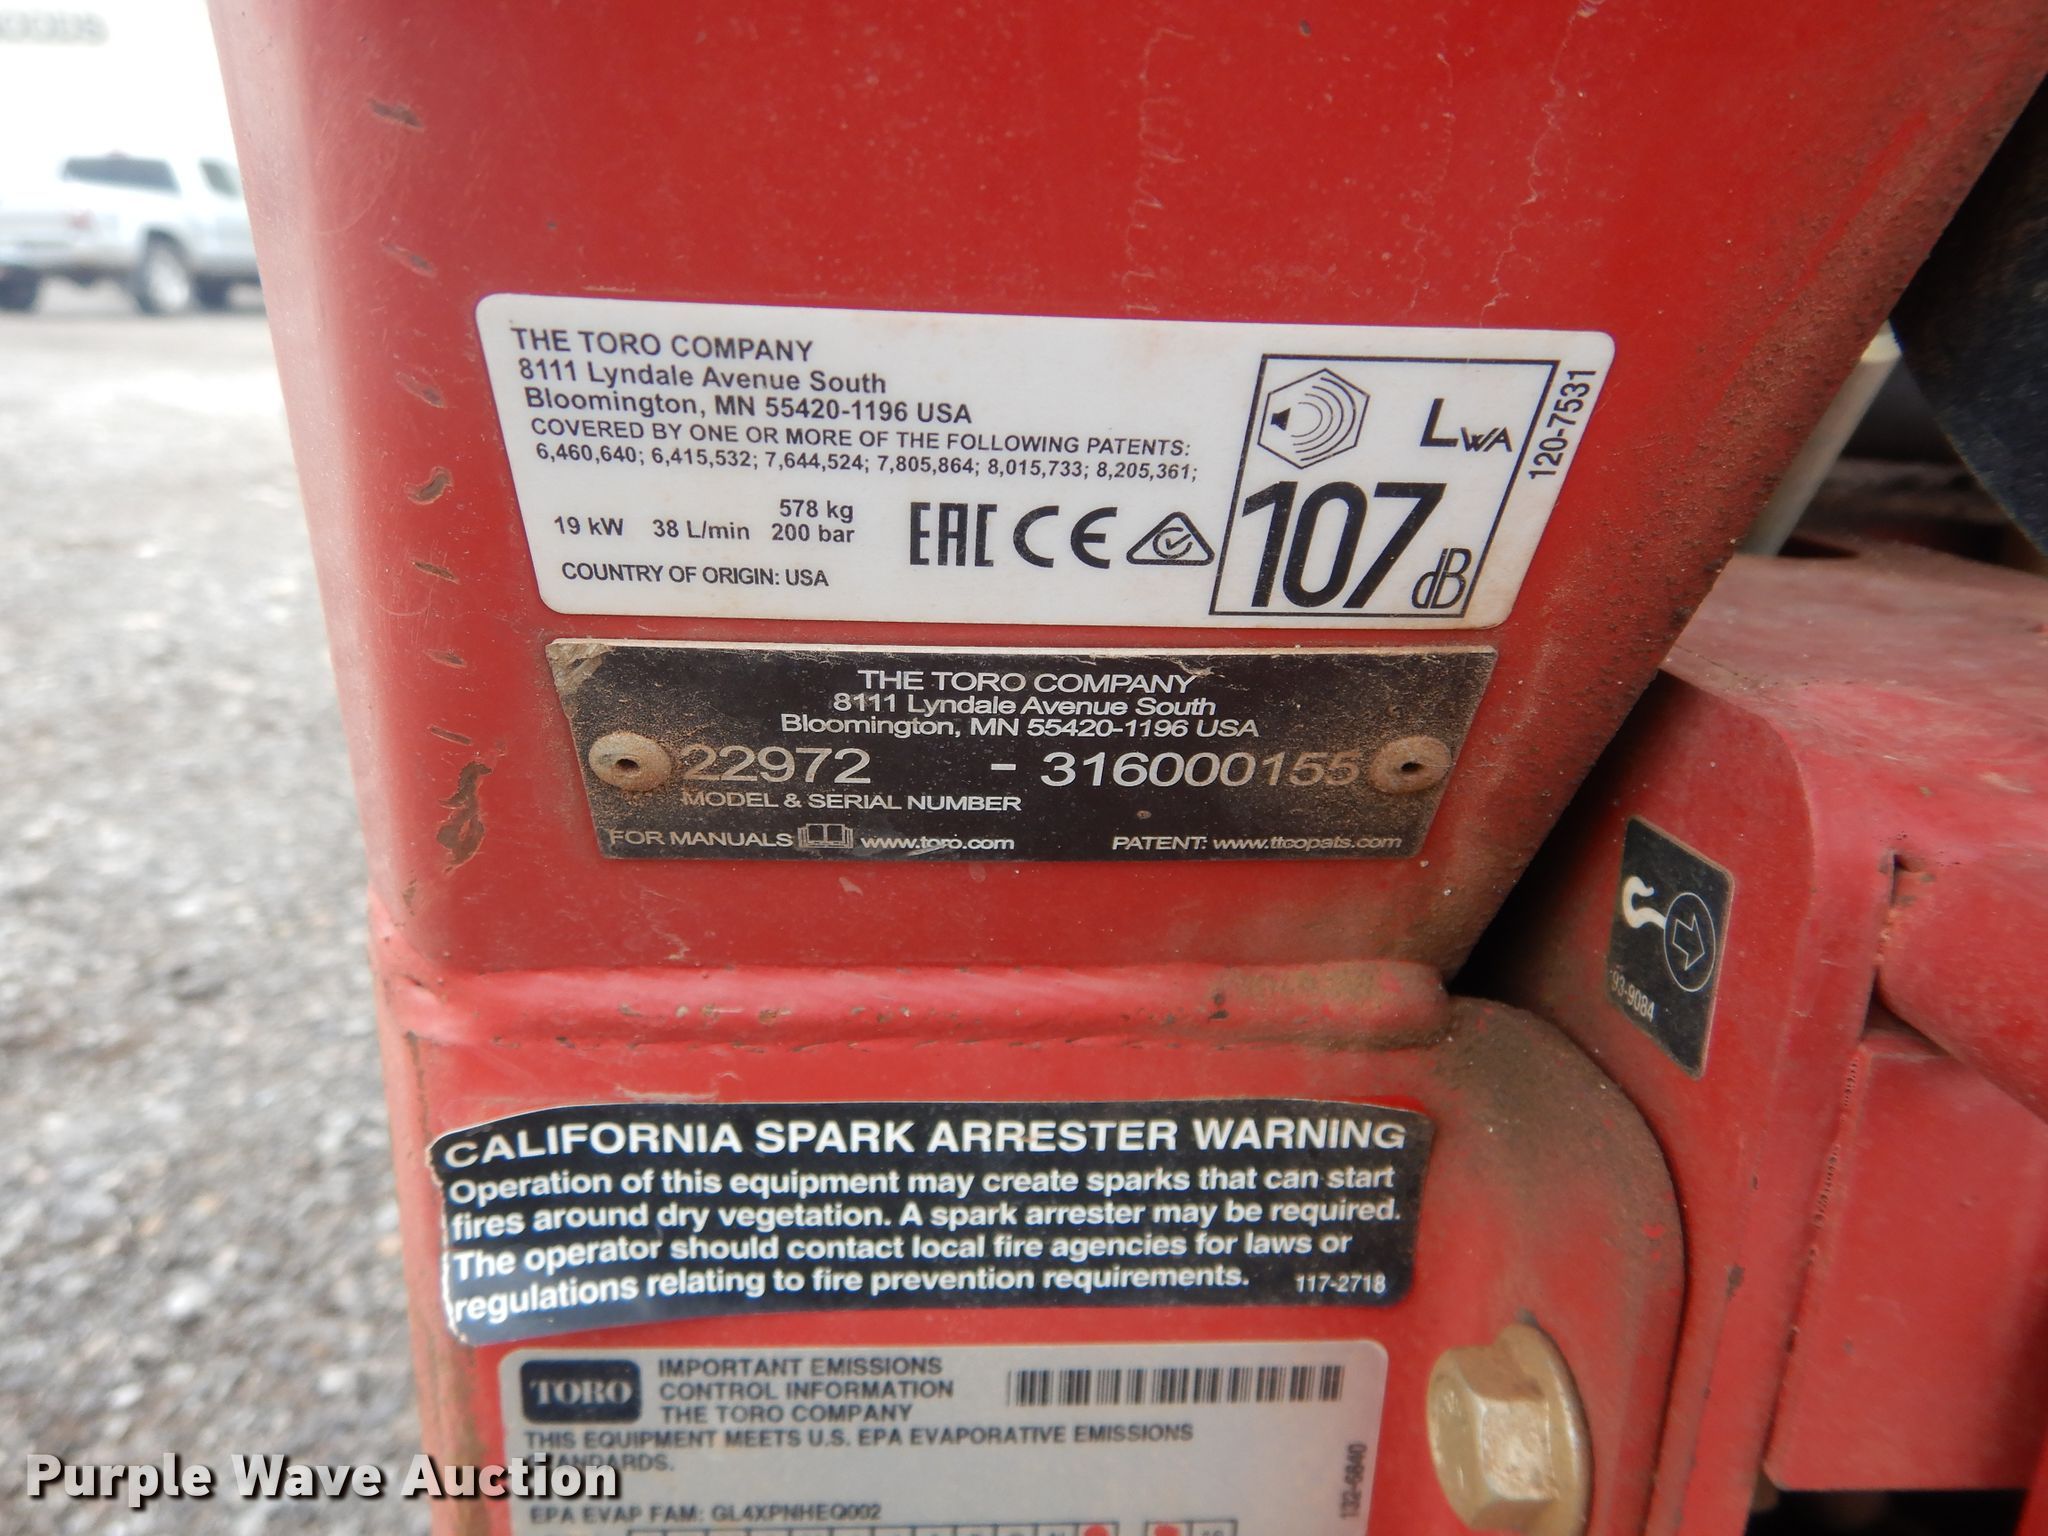 THE TORO COMPANY
8111 Lyndale Avenue South
Bloomington, MN 55420-1196 USA
COVERED BY ONE OR MORE OF THE FOLLOWING PATENTS:
6,460,640; 6,415,532; 7,644,524; 7,805,864; 8,015,733; 8,205,361;
578 kg
19 kW 38 L/min 200 bar
COUNTRY OF ORIGIN: USA
EAC CE
LWA
107 dB
120-7531
THE TORO COMPANY
8111 Lyndale Avenue South
Bloomington, MN 55420-1196 USA
22972 - 316000155
MODEL & SERIAL NUMBER
FOR MANUALS www.toro.com PATENT: www.ttcopats.com
93-9084
CALIFORNIA SPARK ARRESTER WARNING
Operation of this equipment may create sparks that can start
fires around dry vegetation. A spark arrester may be required.
The operator should contact local fire agencies for laws or
regulations relating to fire prevention requirements. 117-2718
TORO
IMPORTANT EMISSIONS
CONTROL INFORMATION
THE TORO COMPANY
THIS EQUIPMENT MEETS U.S. EPA EVAPORATIVE EMISSIONS
STANDARDS.
EPA EVAP FAM: GL4XPNHEQ002
132-6840
Purple Wave Auction